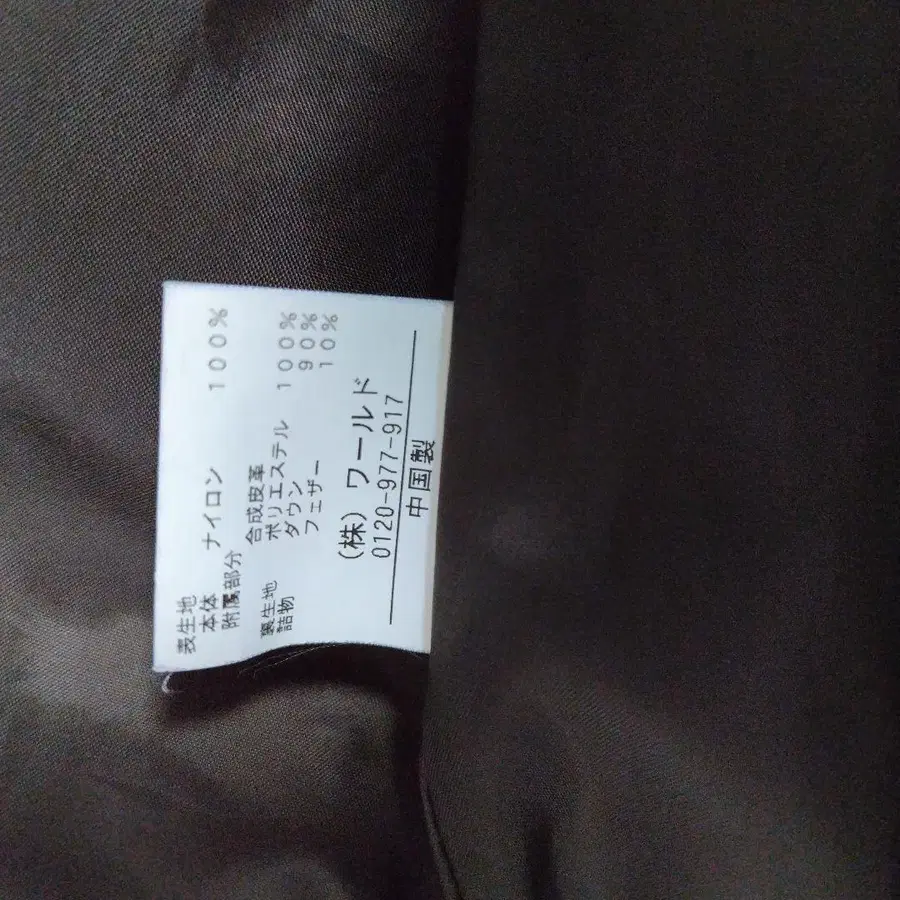 表生地
本体 ナイロン 100%
附属部分
合成皮革
裏生地 ポリエステル 100%
詰物 ダウン 90%
フェザー 10%
(株) ワールド
0120-977-917
中国製